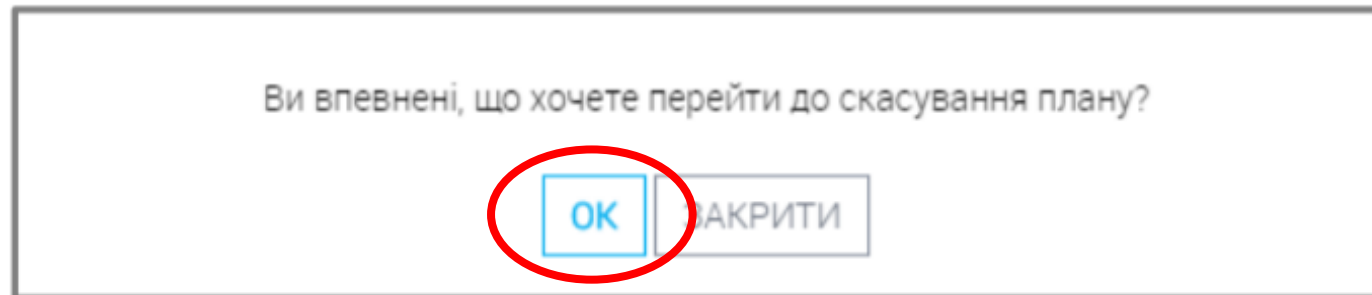 Ви впевнені, що хочете перейти до скасування плану?
ОК ЗАКРИТИ